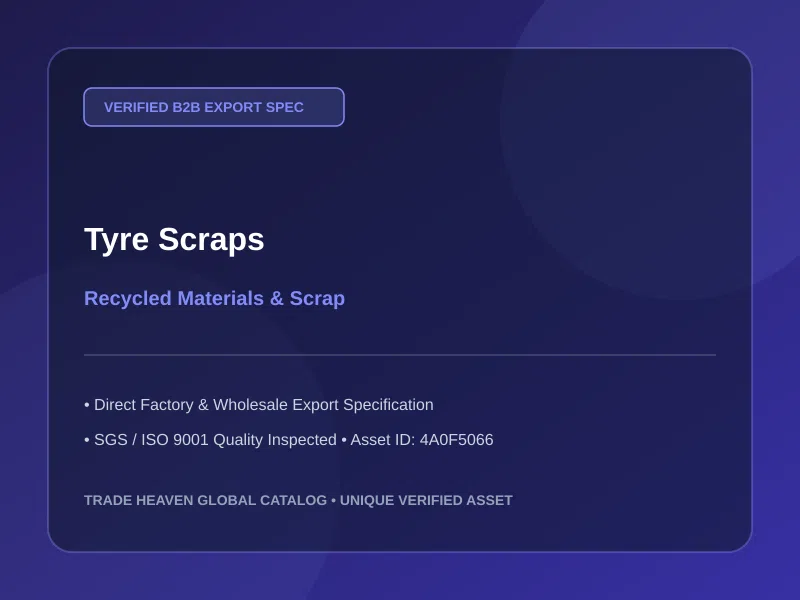 VERIFIED B2B EXPORT SPEC
Tyre Scraps
Recycled Materials & Scrap
• Direct Factory & Wholesale Export Specification
• SGS / ISO 9001 Quality Inspected • Asset ID: 4A0F5066
TRADE HEAVEN GLOBAL CATALOG • UNIQUE VERIFIED ASSET